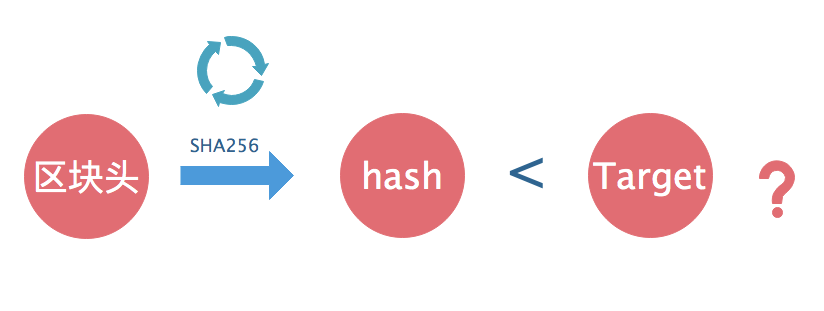 SHA256
区块头
hash
<
Target
?